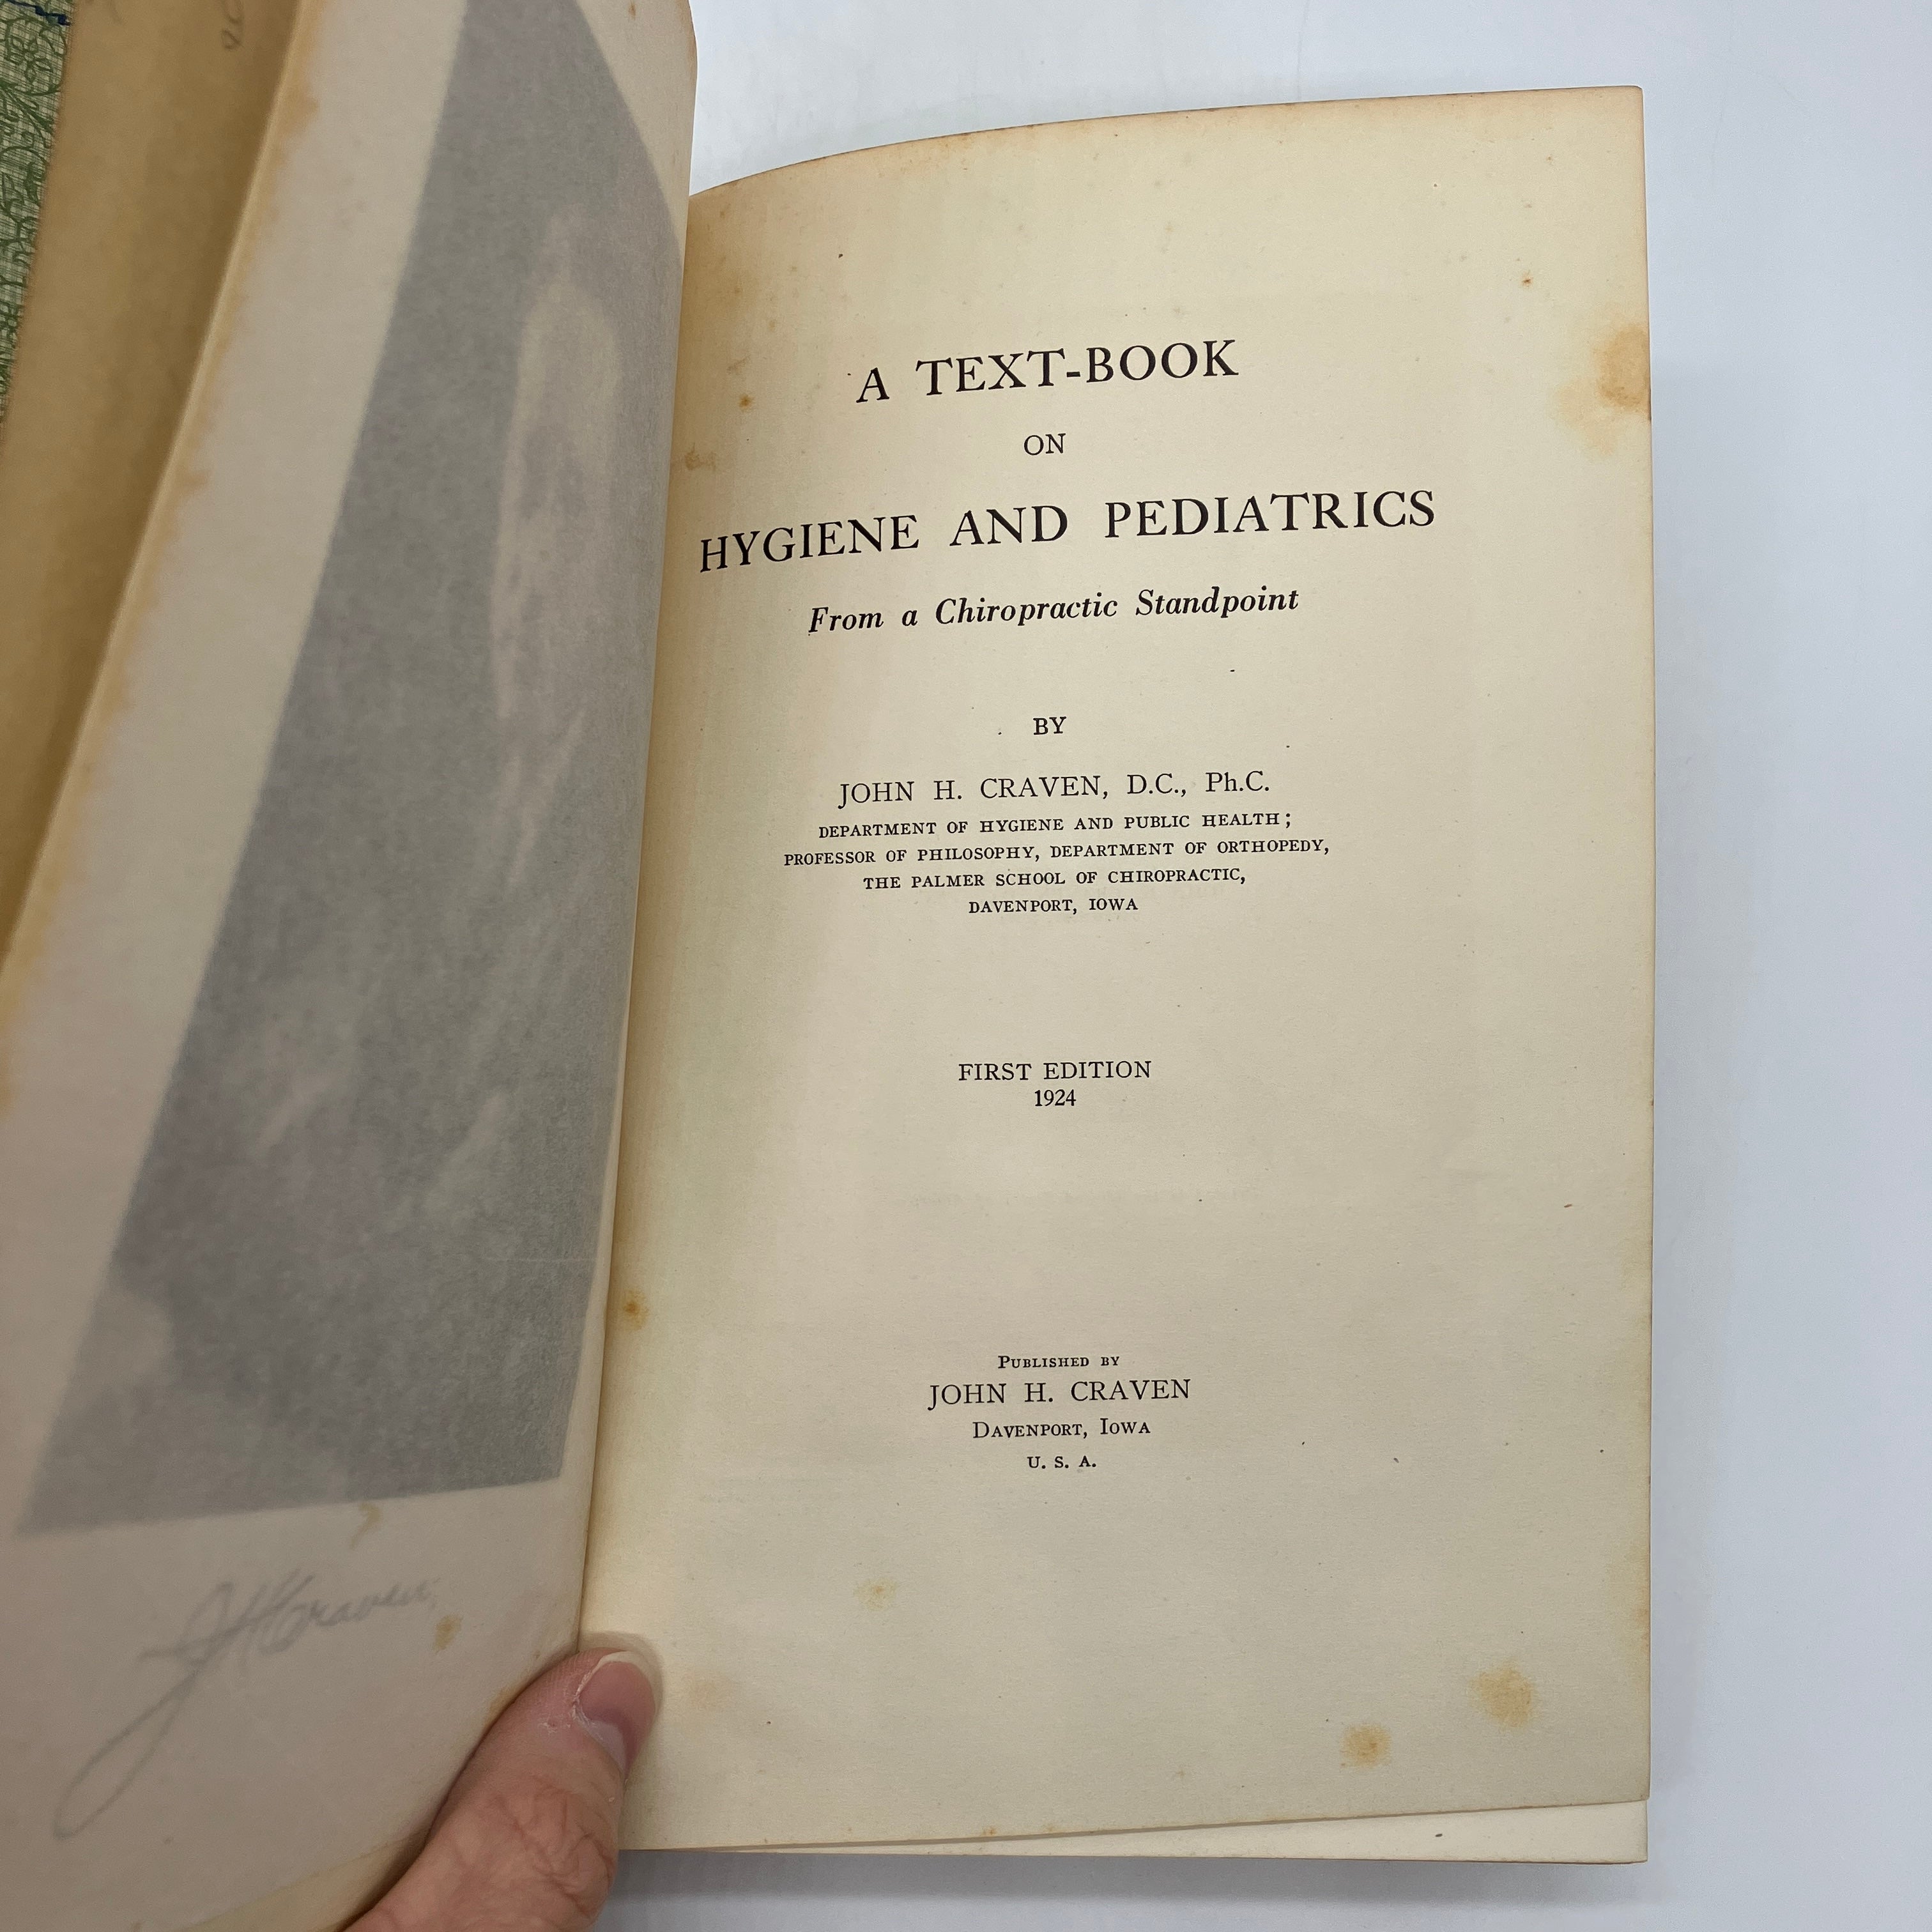 A TEXT-BOOK
ON
HYGIENE AND PEDIATRICS
From a Chiropractic Standpoint
BY
JOHN H. CRAVEN, D.C., Ph.C.
DEPARTMENT OF HYGIENE AND PUBLIC HEALTH;
PROFESSOR OF PHILOSOPHY, DEPARTMENT OF ORTHOPEDY,
THE PALMER SCHOOL OF CHIROPRACTIC,
DAVENPORT, IOWA
FIRST EDITION
1924
PUBLISHED BY
JOHN H. CRAVEN
DAVENPORT, IOWA
U. S. A.
JHCraven